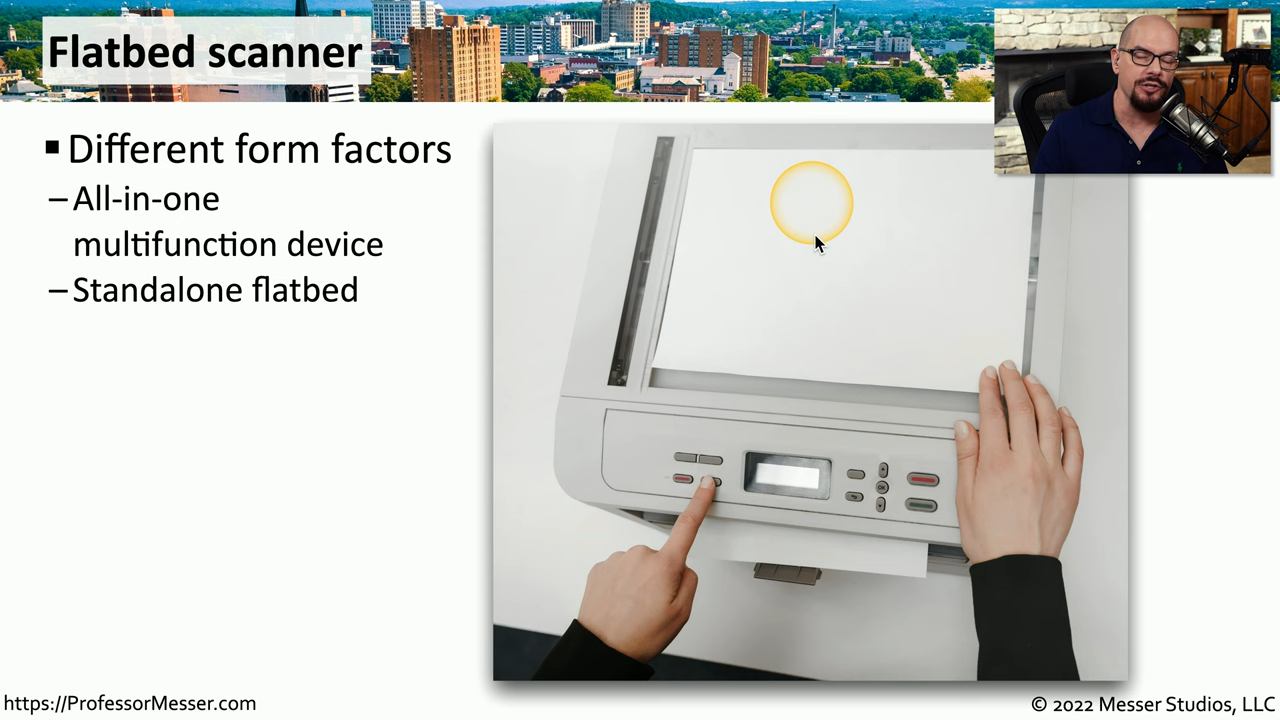 Flatbed scanner
▪ Different form factors
– All-in-one
multifunction device
– Standalone flatbed
https://ProfessorMesser.com
© 2022 Messer Studios, LLC